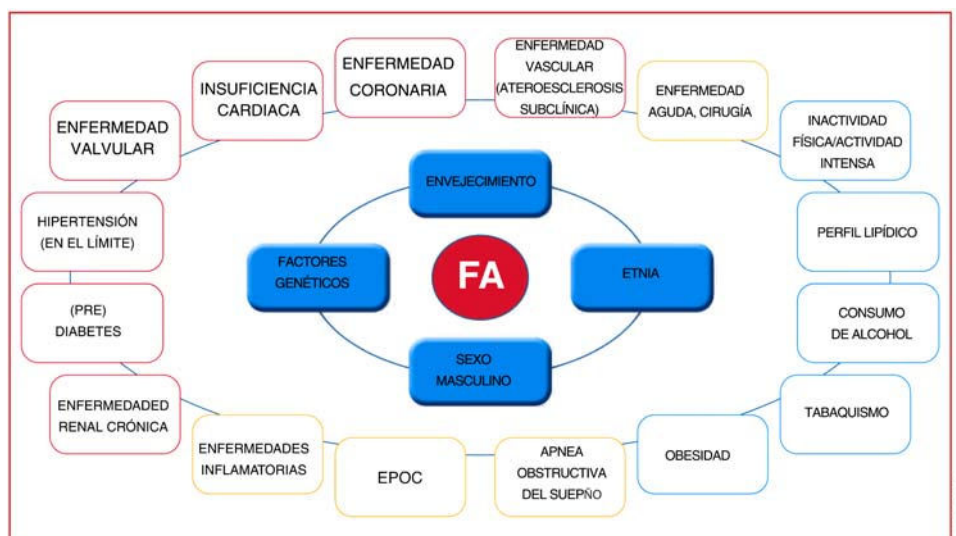 ENFERMEDAD
CORONARIA
ENFERMEDAD
VASCULAR
(ATEROESCLEROSIS
SUBCLÍNICA)
INSUFICIENCIA
CARDIACA
ENFERMEDAD
AGUDA, CIRUGÍA
ENFERMEDAD
VALVULAR
INACTIVIDAD
FÍSICA/ACTIVIDAD
INTENSA
ENVEJECIMIENTO
HIPERTENSIÓN
(EN EL LÍMITE)
PERFIL LIPÍDICO
FACTORES
GENÉTICOS
FA
ETNIA
(PRE)
DIABETES
CONSUMO
DE ALCOHOL
SEXO
MASCULINO
ENFERMEDADED
RENAL CRÓNICA
TABAQUISMO
ENFERMEDADES
INFLAMATORIAS
EPOC
APNEA
OBSTRUCTIVA
DEL SUEPÑO
OBESIDAD